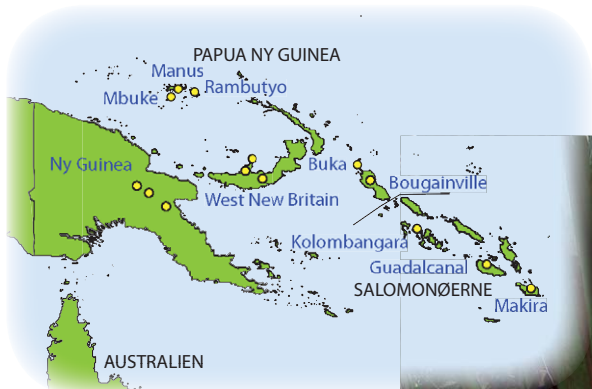 PAPUA NY GUINEA
Manus
Rambutyo
Mbuke
Ny Guinea
Buka
Bougainville
West New Britain
Kolombangara
Guadalcanal
SALOMONØERNE
Makira
AUSTRALIEN